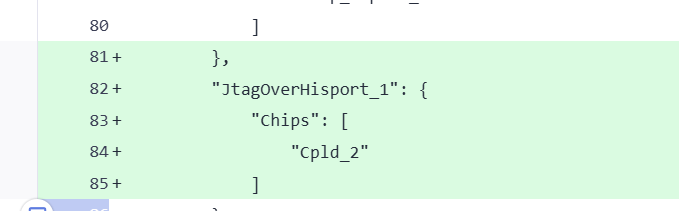 80 ]
81 + },
82 + "JtagOverHisport_1": {
83 + "Chips": [
84 + "Cpld_2"
85 + ]